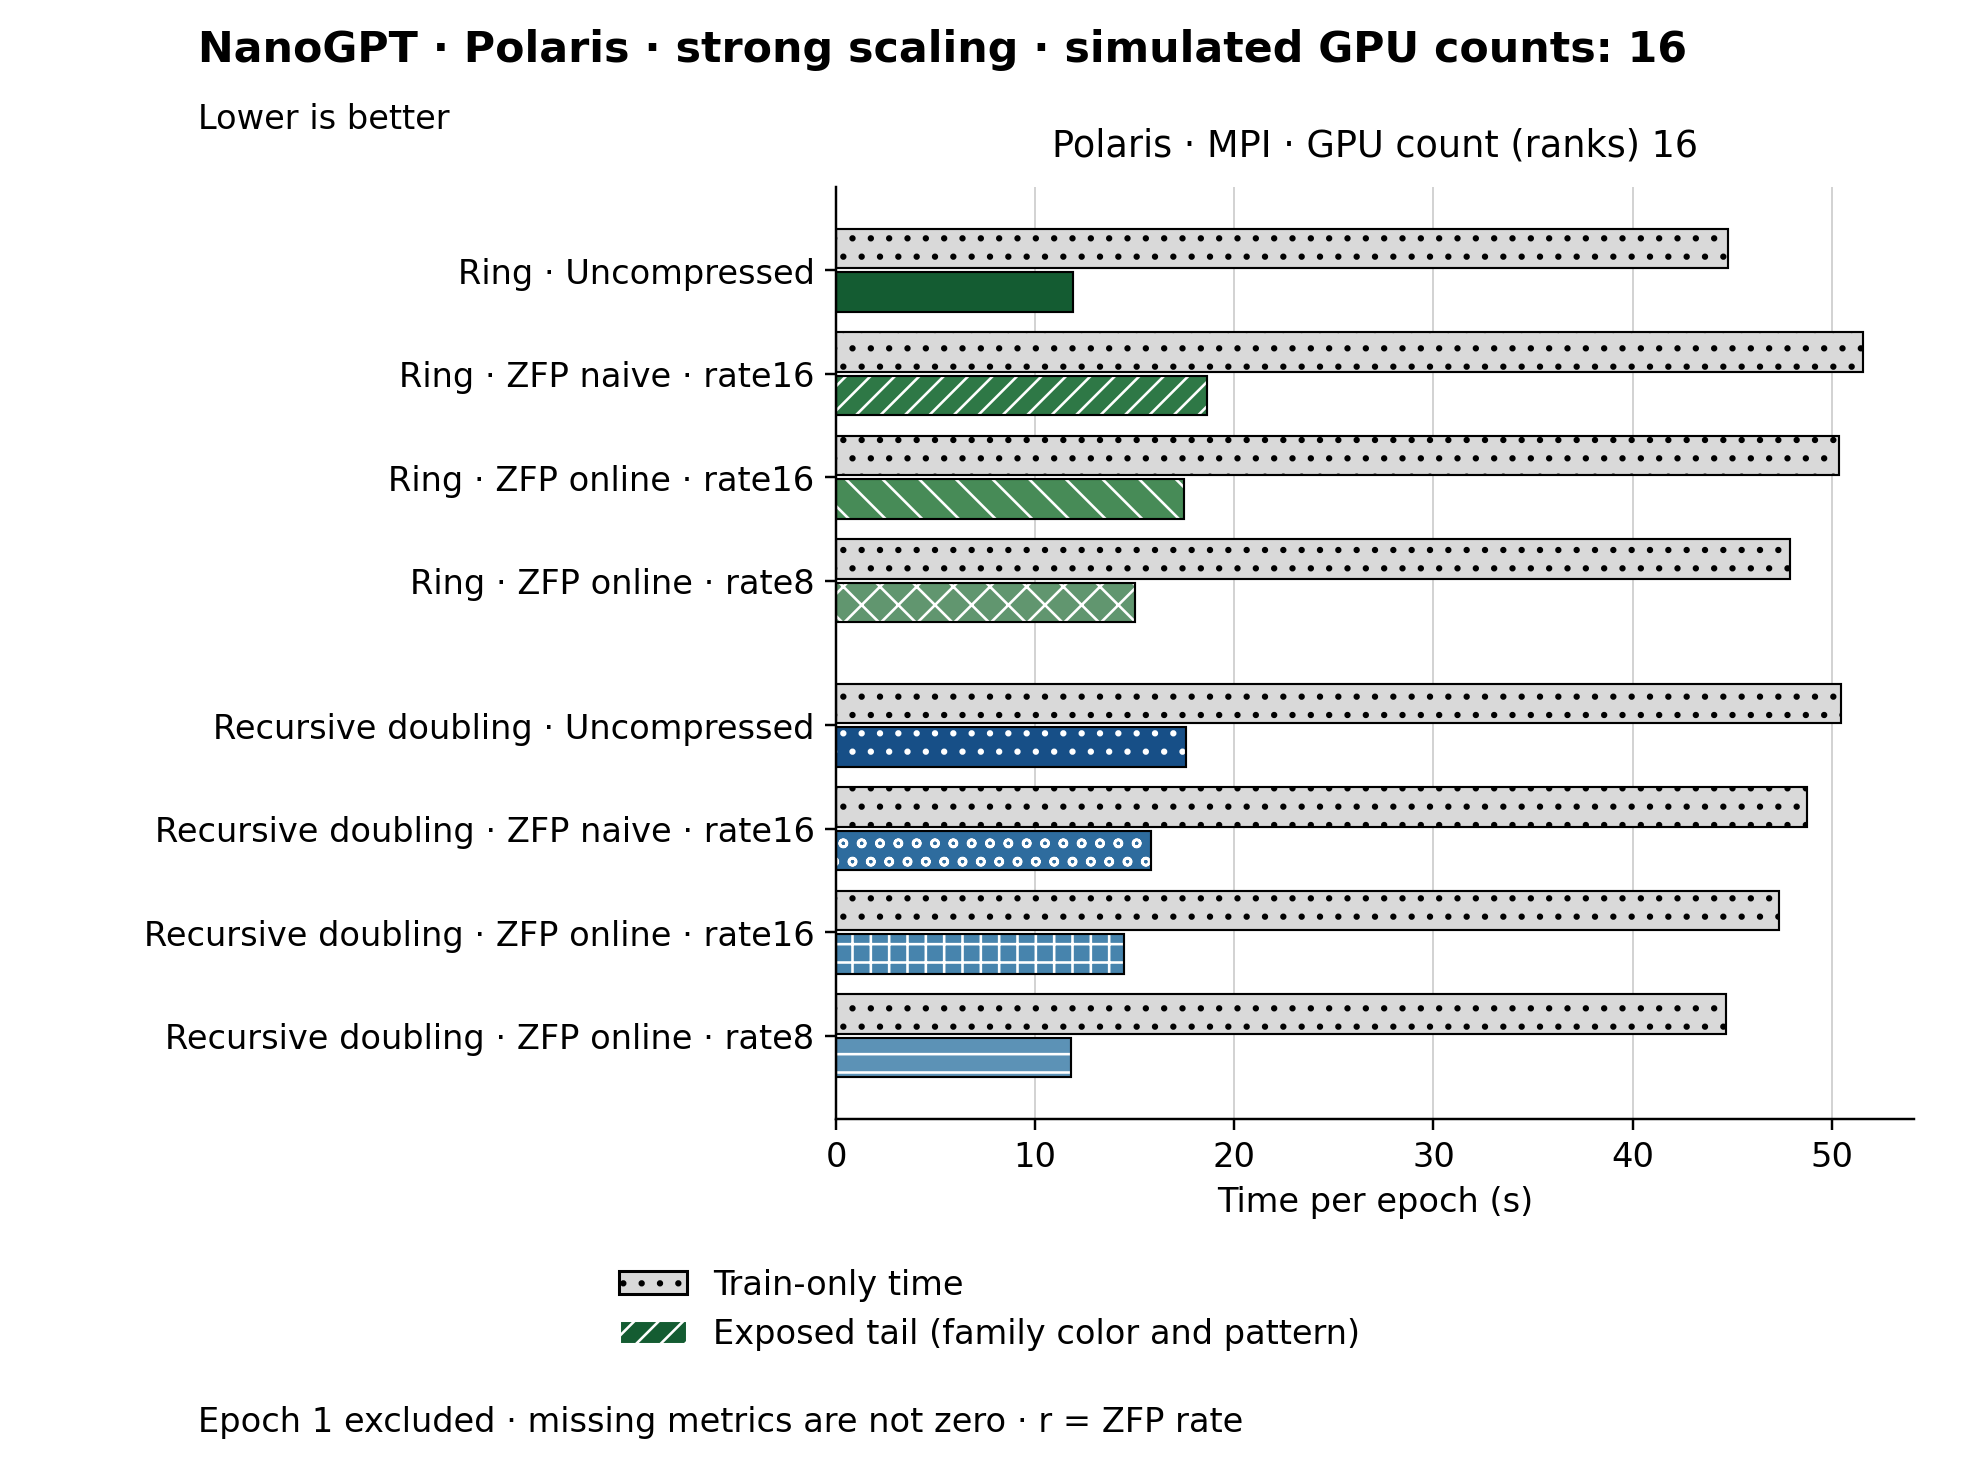 NanoGPT · Polaris · strong scaling · simulated GPU counts: 16
Lower is better
Polaris · MPI · GPU count (ranks) 16
Ring · Uncompressed
Ring · ZFP naive · rate16
Ring · ZFP online · rate16
Ring · ZFP online · rate8
Recursive doubling · Uncompressed
Recursive doubling · ZFP naive · rate16
Recursive doubling · ZFP online · rate16
Recursive doubling · ZFP online · rate8
0 10 20 30 40 50
Time per epoch (s)
Train-only time
Exposed tail (family color and pattern)
Epoch 1 excluded · missing metrics are not zero · r = ZFP rate